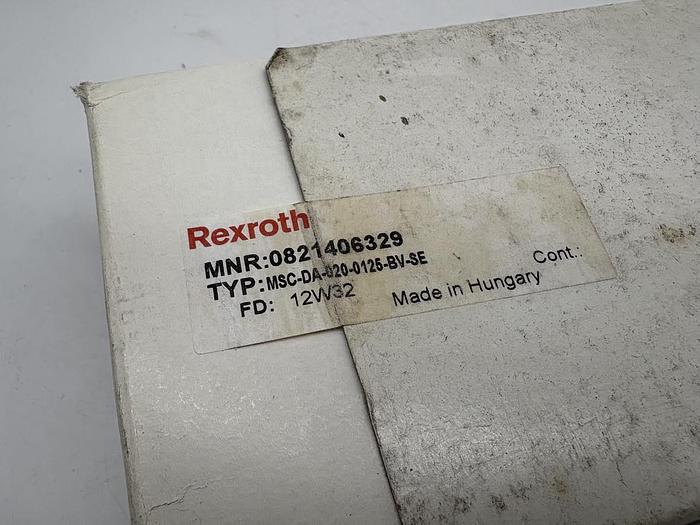 Rexroth
MNR:0821406329
TYP:MSC-DA-020-0125-BV-SE
FD: 12W32
Cont.:
Made in Hungary